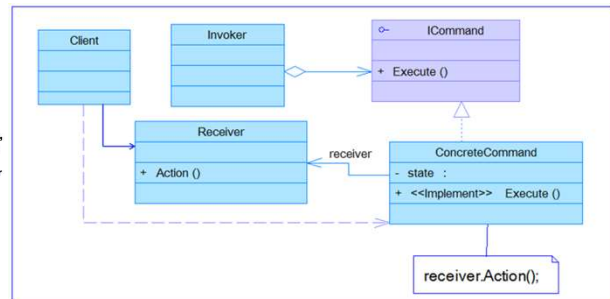 Client
Invoker
ICommand
+ Execute ()
Receiver
+ Action ()
receiver
ConcreteCommand
- state :
+ <<Implement>> Execute ()
receiver.Action();